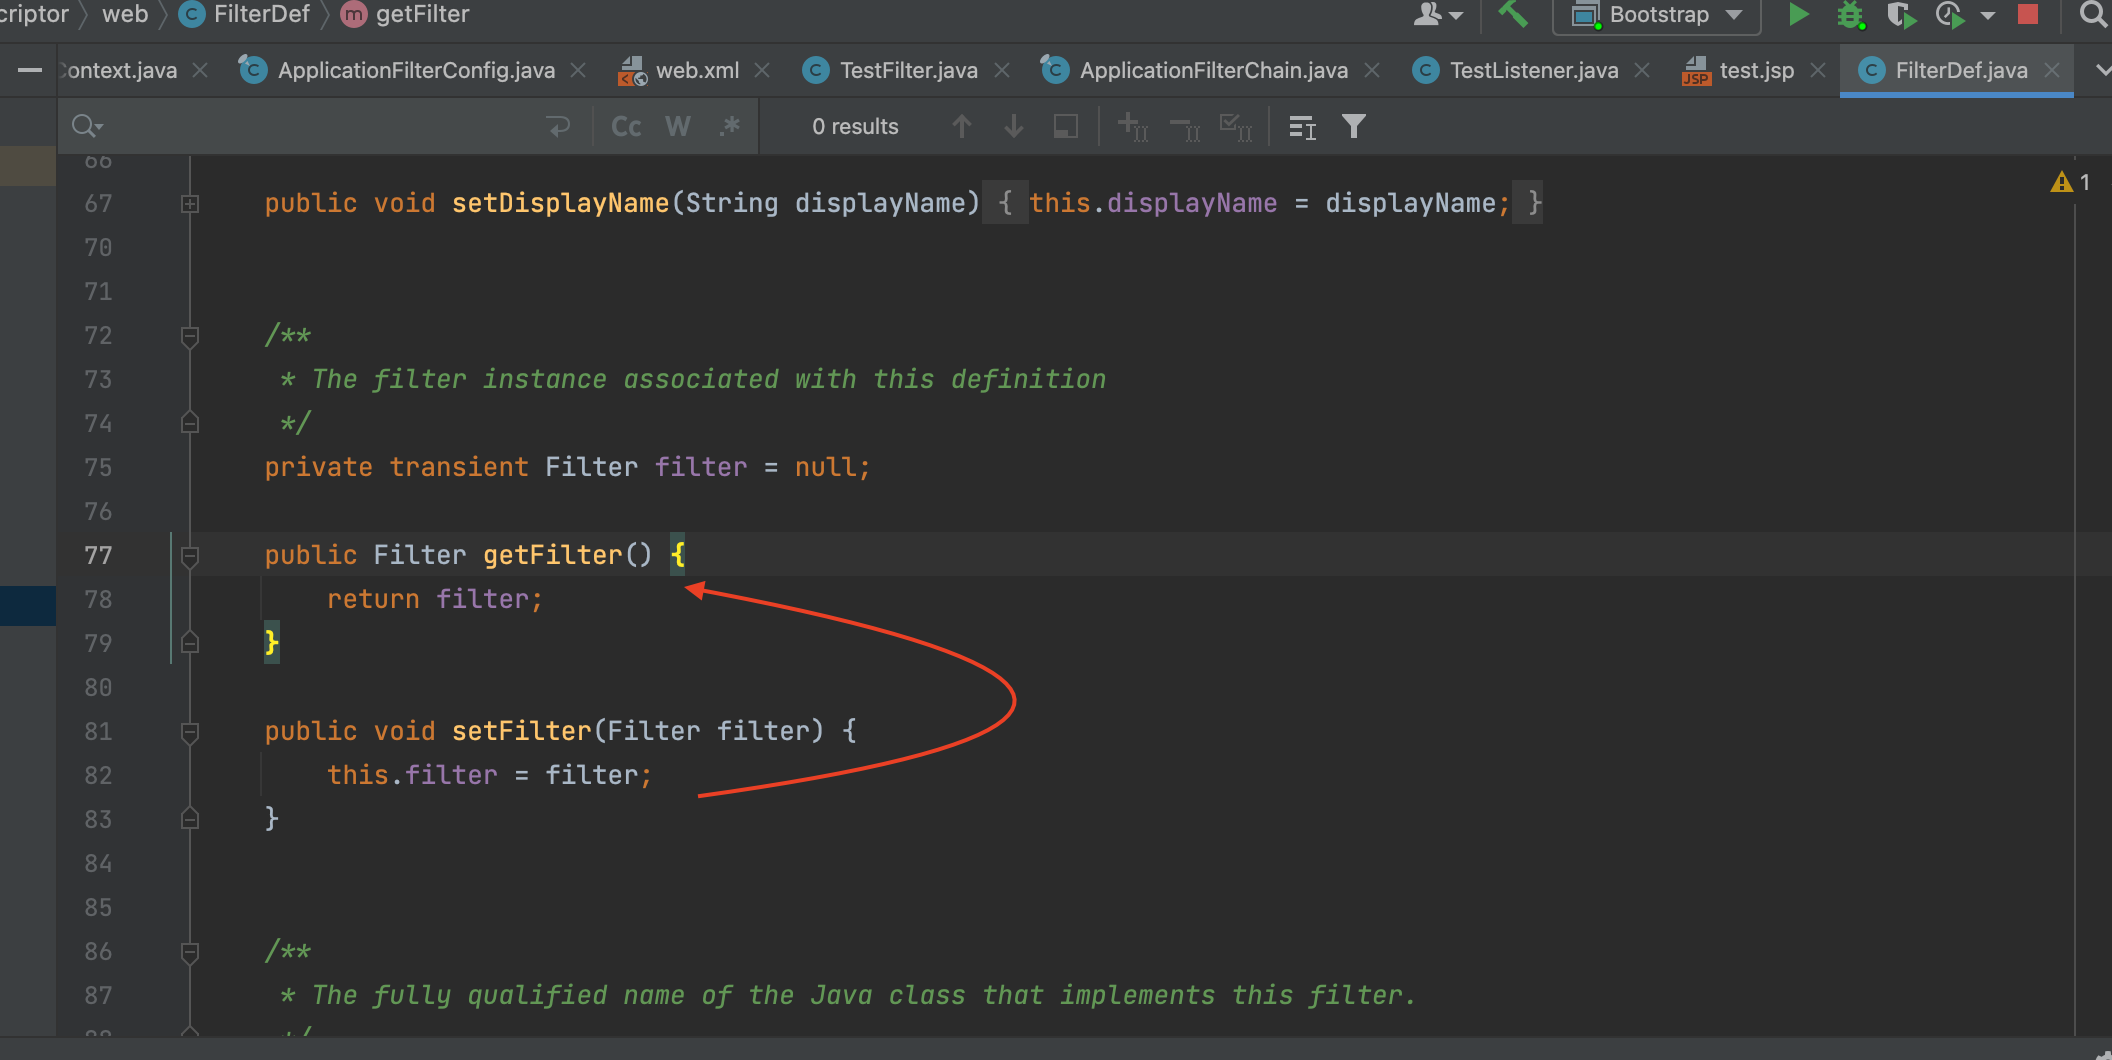 criptor web FilterDef getFilter Bootstrap
ontext.java ApplicationFilterConfig.java web.xml TestFilter.java ApplicationFilterChain.java TestListener.java test.jsp FilterDef.java
Cc W .* 0 results
66
67 public void setDisplayName(String displayName) { this.displayName = displayName; } 1
70
71
72 /**
73 * The filter instance associated with this definition
74 */
75 private transient Filter filter = null;
76
77 public Filter getFilter() {
78 return filter;
79 }
80
81 public void setFilter(Filter filter) {
82 this.filter = filter;
83 }
84
85
86 /**
87 * The fully qualified name of the Java class that implements this filter.
88 */